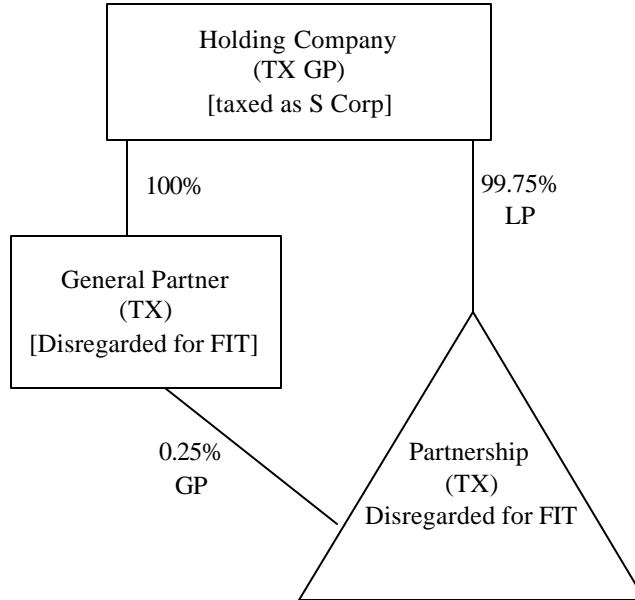 Holding Company
(TX GP)
[taxed as S Corp]
100%
99.75%
LP
General Partner
(TX)
[Disregarded for FIT]
0.25%
GP
Partnership
(TX)
Disregarded for FIT